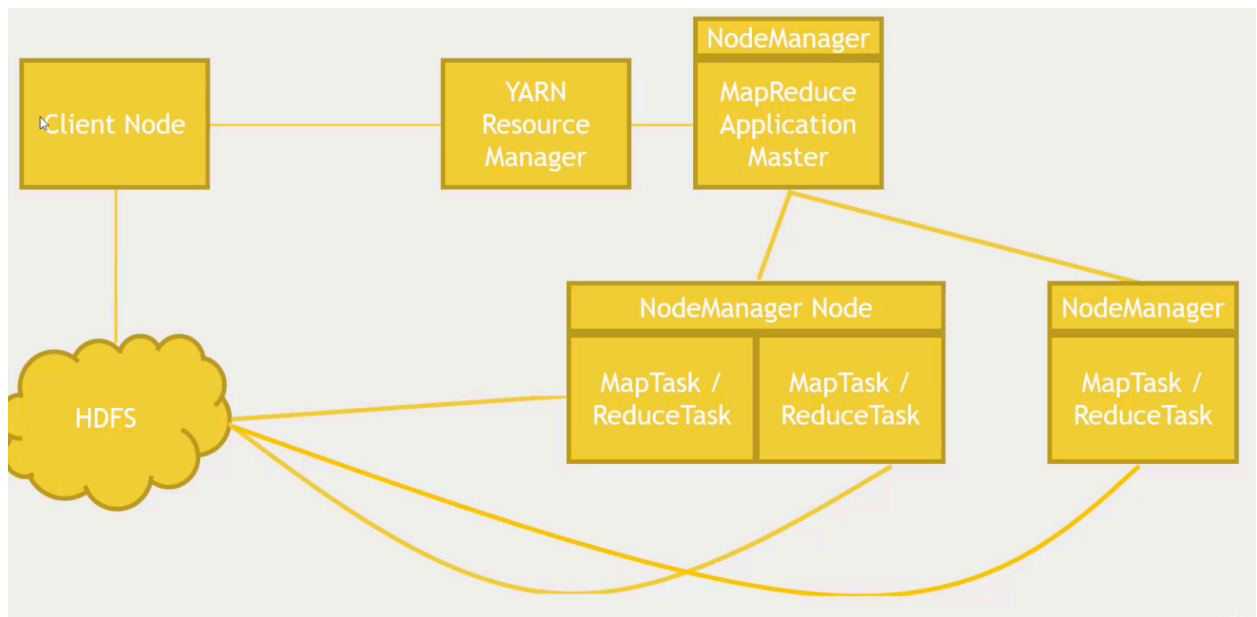 NodeManager
Client Node
YARN
Resource
Manager
MapReduce
Application
Master
NodeManager Node
NodeManager
MapTask /
ReduceTask
MapTask /
ReduceTask
MapTask /
ReduceTask
HDFS